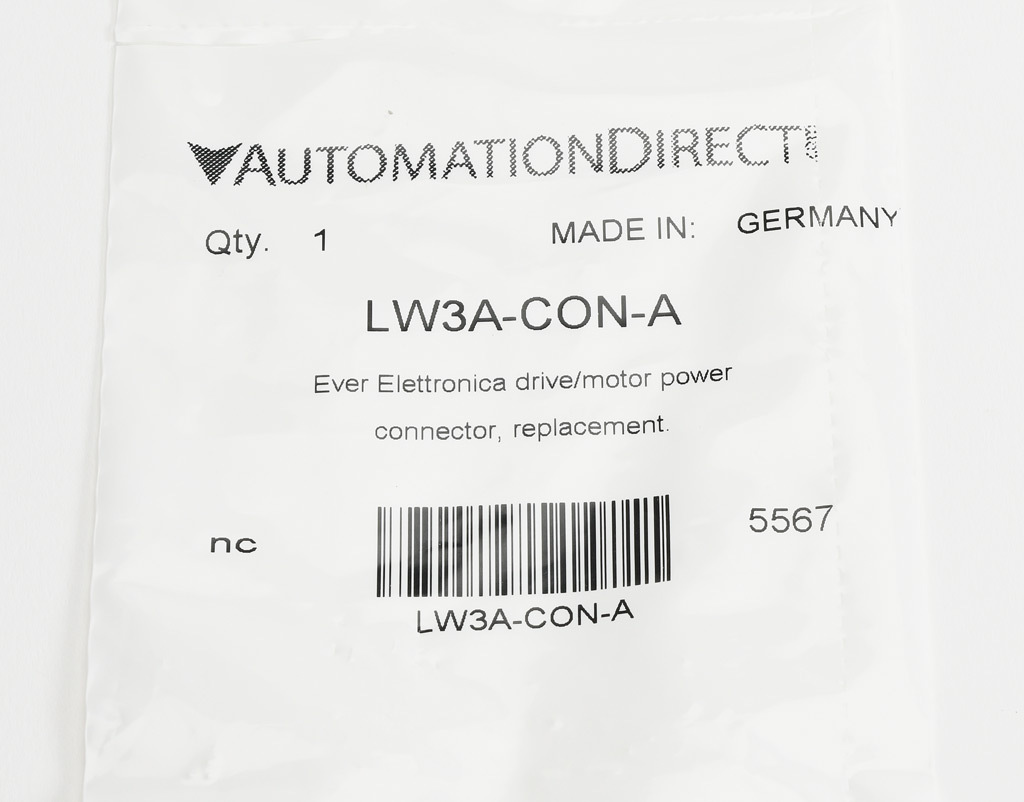 AUTOMATIONDIRECT
Qty. 1 MADE IN: GERMANY
LW3A-CON-A
Ever Elettronica drive/motor power
connector, replacement.
nc 5567
LW3A-CON-A